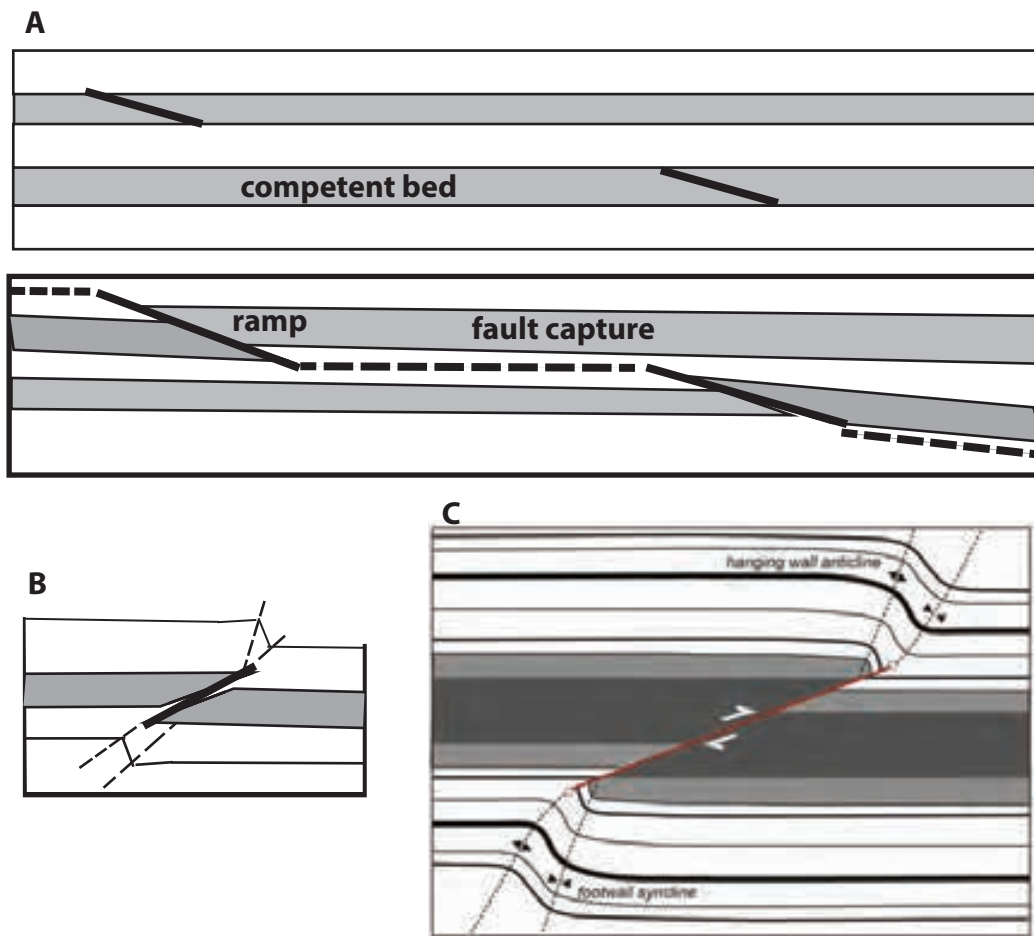 A
competent bed
ramp
fault capture
B
C
hanging wall anticline
footwall syncline